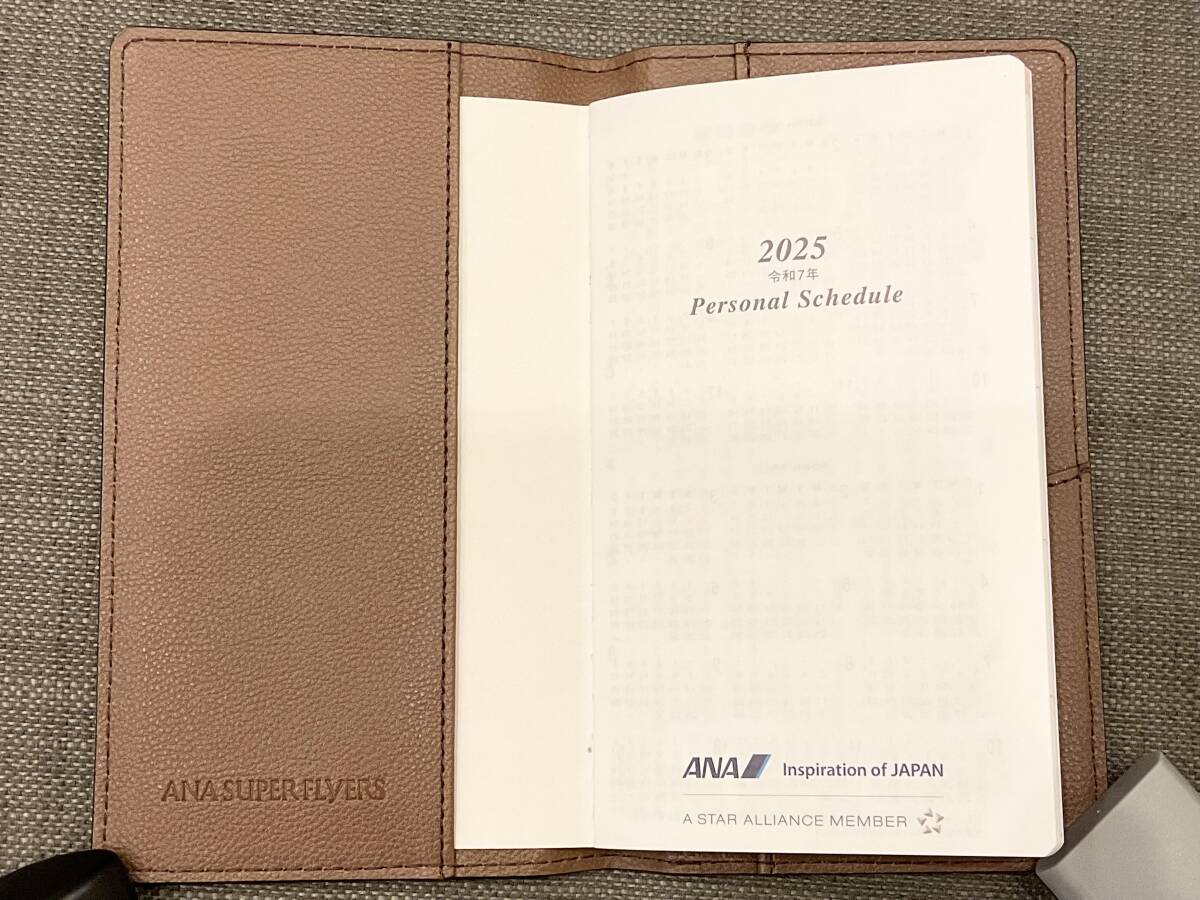 ANA SUPER FLYERS
2025
令和7年
Personal Schedule
ANA Inspiration of JAPAN
A STAR ALLIANCE MEMBER